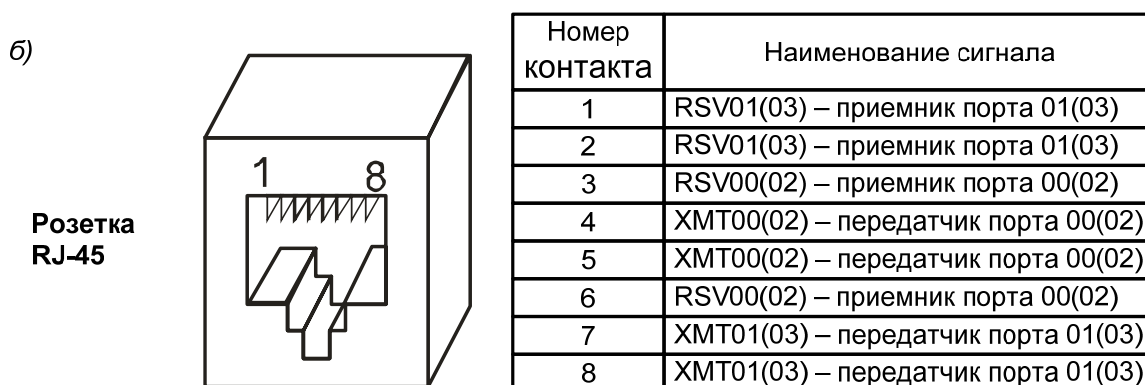 б)
1 8
Розетка
RJ-45
Номер контакта Наименование сигнала
1 RSV01(03) – приемник порта 01(03)
2 RSV01(03) – приемник порта 01(03)
3 RSV00(02) – приемник порта 00(02)
4 XMT00(02) – передатчик порта 00(02)
5 XMT00(02) – передатчик порта 00(02)
6 RSV00(02) – приемник порта 00(02)
7 XMT01(03) – передатчик порта 01(03)
8 XMT01(03) – передатчик порта 01(03)